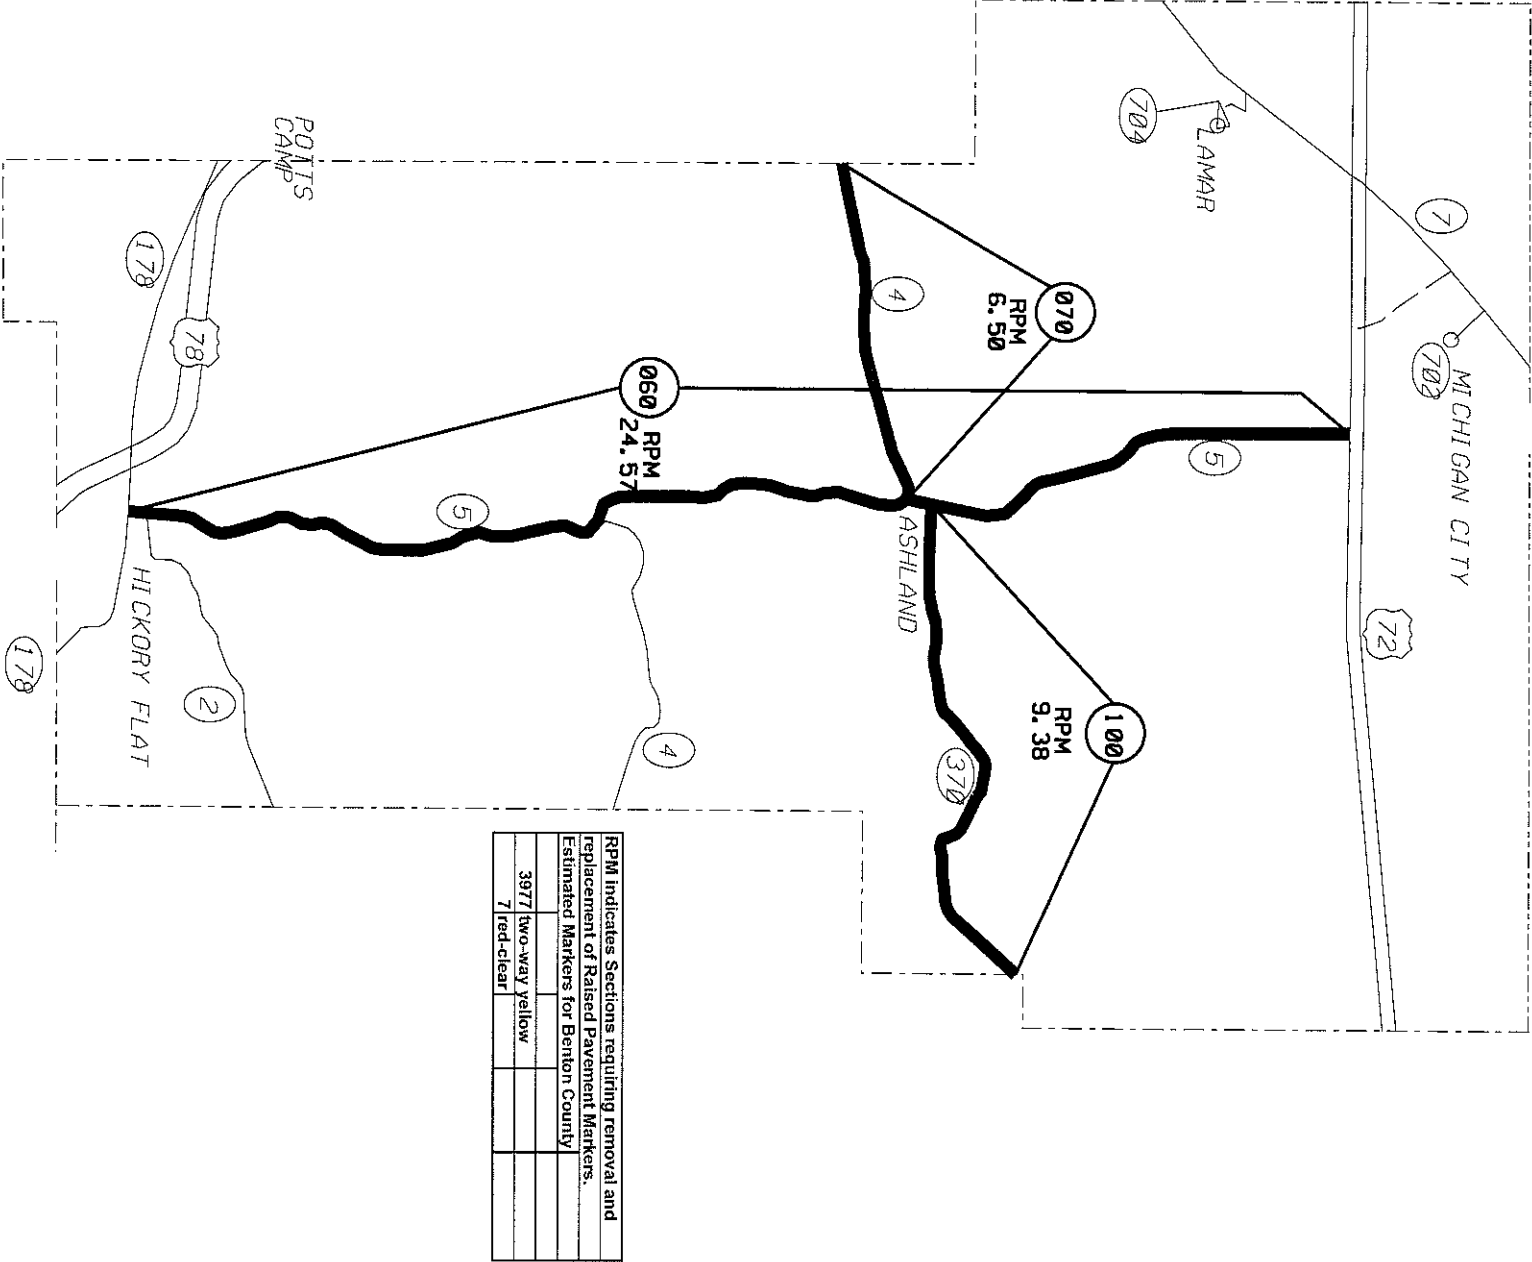 7
MICHIGAN CITY
702
72
LAMAR
5
704
100
RPM
9.38
070
RPM
6.50
370
ASHLAND
4
4
060
RPM
24.57
RPM indicates Sections requiring removal and
replacement of Raised Pavement Markers.
Estimated Markers for Benton County
3977 two-way yellow
7 red-clear
5
POTTS
CAMP
2
78
178
HICKORY FLAT
178